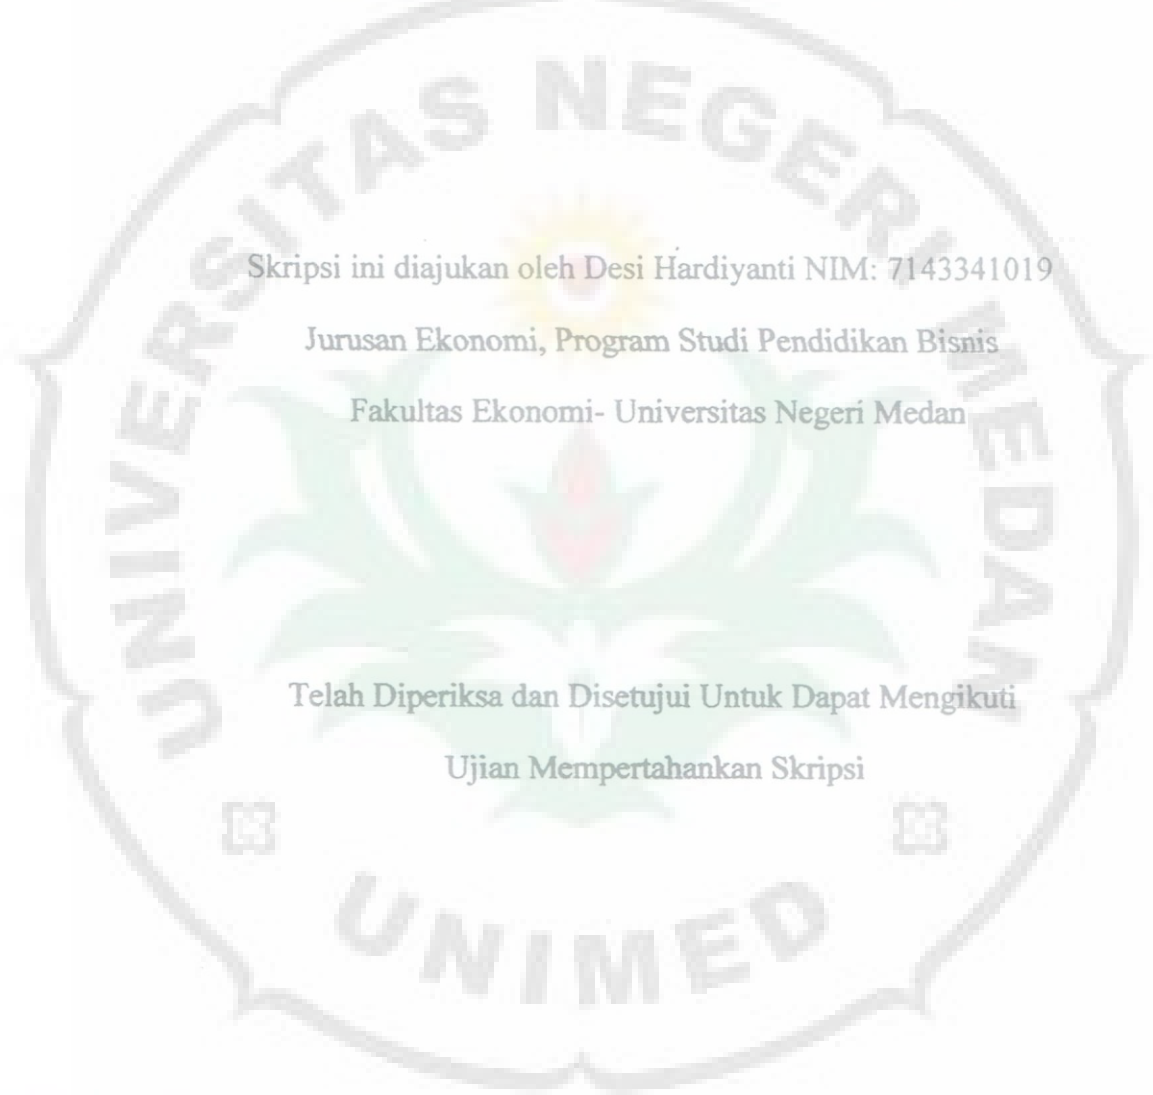 UNIVERSITAS NEGERI MEDAN
Skripsi ini diajukan oleh Desi Hardiyanti NIM: 7143341019
Jurusan Ekonomi, Program Studi Pendidikan Bisnis
Fakultas Ekonomi- Universitas Negeri Medan
Telah Diperiksa dan Disetujui Untuk Dapat Mengikuti
Ujian Mempertahankan Skripsi
UNIMED